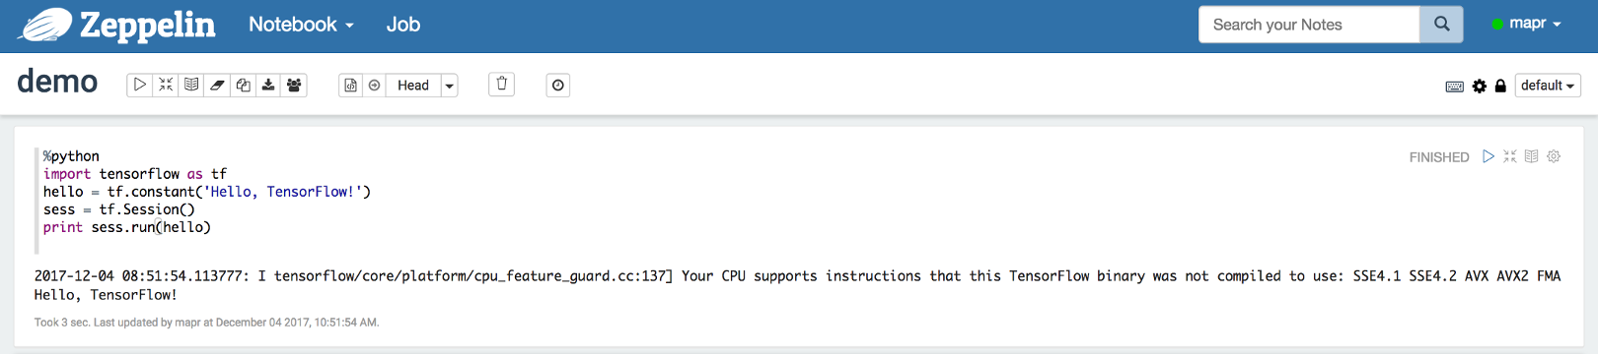 Zeppelin Notebook Job Search your Notes mapr
demo Head default
%python FINISHED
import tensorflow as tf
hello = tf.constant('Hello, TensorFlow!')
sess = tf.Session()
print sess.run(hello)
2017-12-04 08:51:54.113777: I tensorflow/core/platform/cpu_feature_guard.cc:137] Your CPU supports instructions that this TensorFlow binary was not compiled to use: SSE4.1 SSE4.2 AVX AVX2 FMA
Hello, TensorFlow!
Took 3 sec. Last updated by mapr at December 04 2017, 10:51:54 AM.